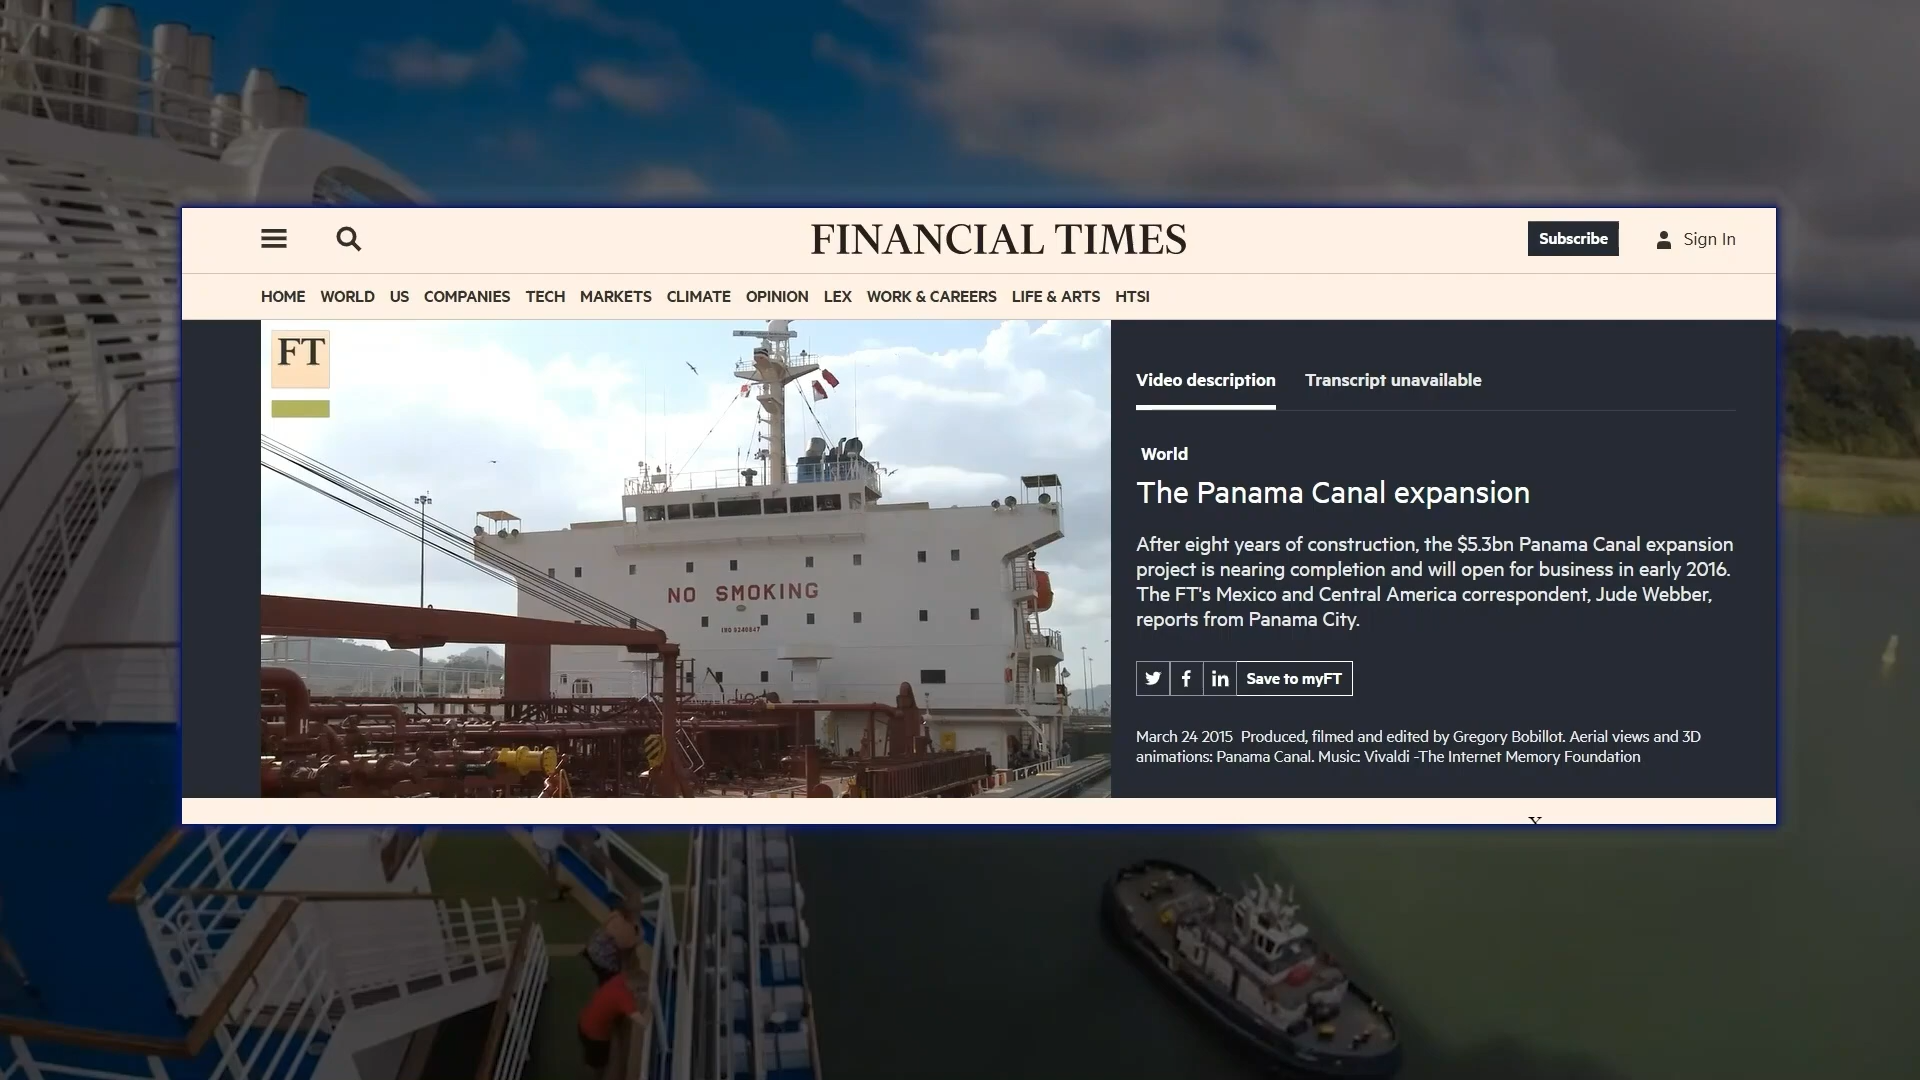 FINANCIAL TIMES
Subscribe
Sign In
HOME WORLD US COMPANIES TECH MARKETS CLIMATE OPINION LEX WORK & CAREERS LIFE & ARTS HTSI
FT
NO SMOKING
Video description
Transcript unavailable
World
The Panama Canal expansion
After eight years of construction, the $5.3bn Panama Canal expansion
project is nearing completion and will open for business in early 2016.
The FT's Mexico and Central America correspondent, Jude Webber,
reports from Panama City.
Save to myFT
March 24 2015 Produced, filmed and edited by Gregory Bobillot. Aerial views and 3D
animations: Panama Canal. Music: Vivaldi -The Internet Memory Foundation